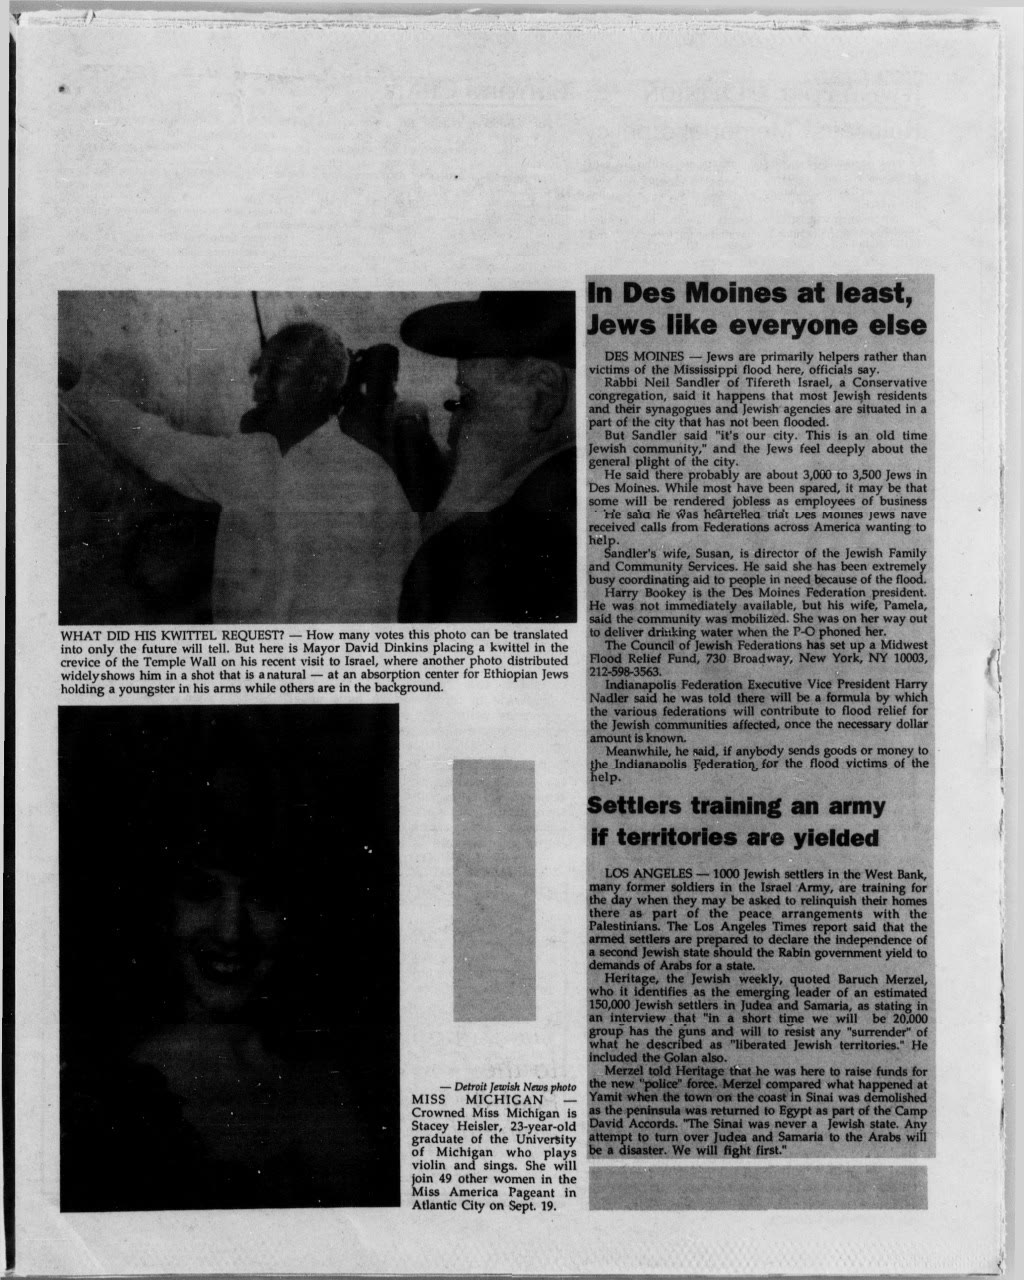 WHAT DID HIS KWITTEL REQUEST? — How many votes this photo can be translated
into only the future will tell. But here is Mayor David Dinkins placing a kwittel in the
crevice of the Temple Wall on his recent visit to Israel, where another photo distributed
widely shows him in a shot that is a natural — at an absorption center for Ethiopian Jews
holding a youngster in his arms while others are in the background.
— Detroit Jewish News photo
MISS MICHIGAN —
Crowned Miss Michigan is
Stacey Heisler, 23-year-old
graduate of the University
of Michigan who plays
violin and sings. She will
join 49 other women in the
Miss America Pageant in
Atlantic City on Sept. 19.
In Des Moines at least,
Jews like everyone else
DES MOINES — Jews are primarily helpers rather than
victims of the Mississippi flood here, officials say.
Rabbi Neil Sandler of Tifereth Israel, a Conservative
congregation, said it happens that most Jewish residents
and their synagogues and Jewish agencies are situated in a
part of the city that has not been flooded.
But Sandler said "it's our city. This is an old time
Jewish community," and the Jews feel deeply about the
general plight of the city.
He said there probably are about 3,000 to 3,500 Jews in
Des Moines. While most have been spared, it may be that
some will be rendered jobless as employees of business
He said he was heartened that Des Moines Jews have
received calls from Federations across America wanting to
help.
Sandler's wife, Susan, is director of the Jewish Family
and Community Services. He said she has been extremely
busy coordinating aid to people in need because of the flood.
Harry Bookey is the Des Moines Federation president.
He was not immediately available, but his wife, Pamela,
said the community was mobilized. She was on her way out
to deliver drinking water when the P-O phoned her.
The Council of Jewish Federations has set up a Midwest
Flood Relief Fund, 730 Broadway, New York, NY 10003,
212-598-3563.
Indianapolis Federation Executive Vice President Harry
Nadler said he was told there will be a formula by which
the various federations will contribute to flood relief for
the Jewish communities affected, once the necessary dollar
amount is known.
Meanwhile, he said, if anybody sends goods or money to
the Indianapolis Federation for the flood victims of the
help.
Settlers training an army
if territories are yielded
LOS ANGELES — 1000 Jewish settlers in the West Bank,
many former soldiers in the Israel Army, are training for
the day when they may be asked to relinquish their homes
there as part of the peace arrangements with the
Palestinians. The Los Angeles Times report said that the
armed settlers are prepared to declare the independence of
a second Jewish state should the Rabin government yield to
demands of Arabs for a state.
Heritage, the Jewish weekly, quoted Baruch Merzel,
who it identifies as the emerging leader of an estimated
150,000 Jewish settlers in Judea and Samaria, as stating in
an interview that "in a short time we will be 20,000
group has the guns and will to resist any "surrender" of
what he described as "liberated Jewish territories." He
included the Golan also.
Merzel told Heritage that he was here to raise funds for
the new "police" force. Merzel compared what happened at
Yamit when the town on the coast in Sinai was demolished
as the peninsula was returned to Egypt as part of the Camp
David Accords. "The Sinai was never a Jewish state. Any
attempt to turn over Judea and Samaria to the Arabs will
be a disaster. We will fight first."